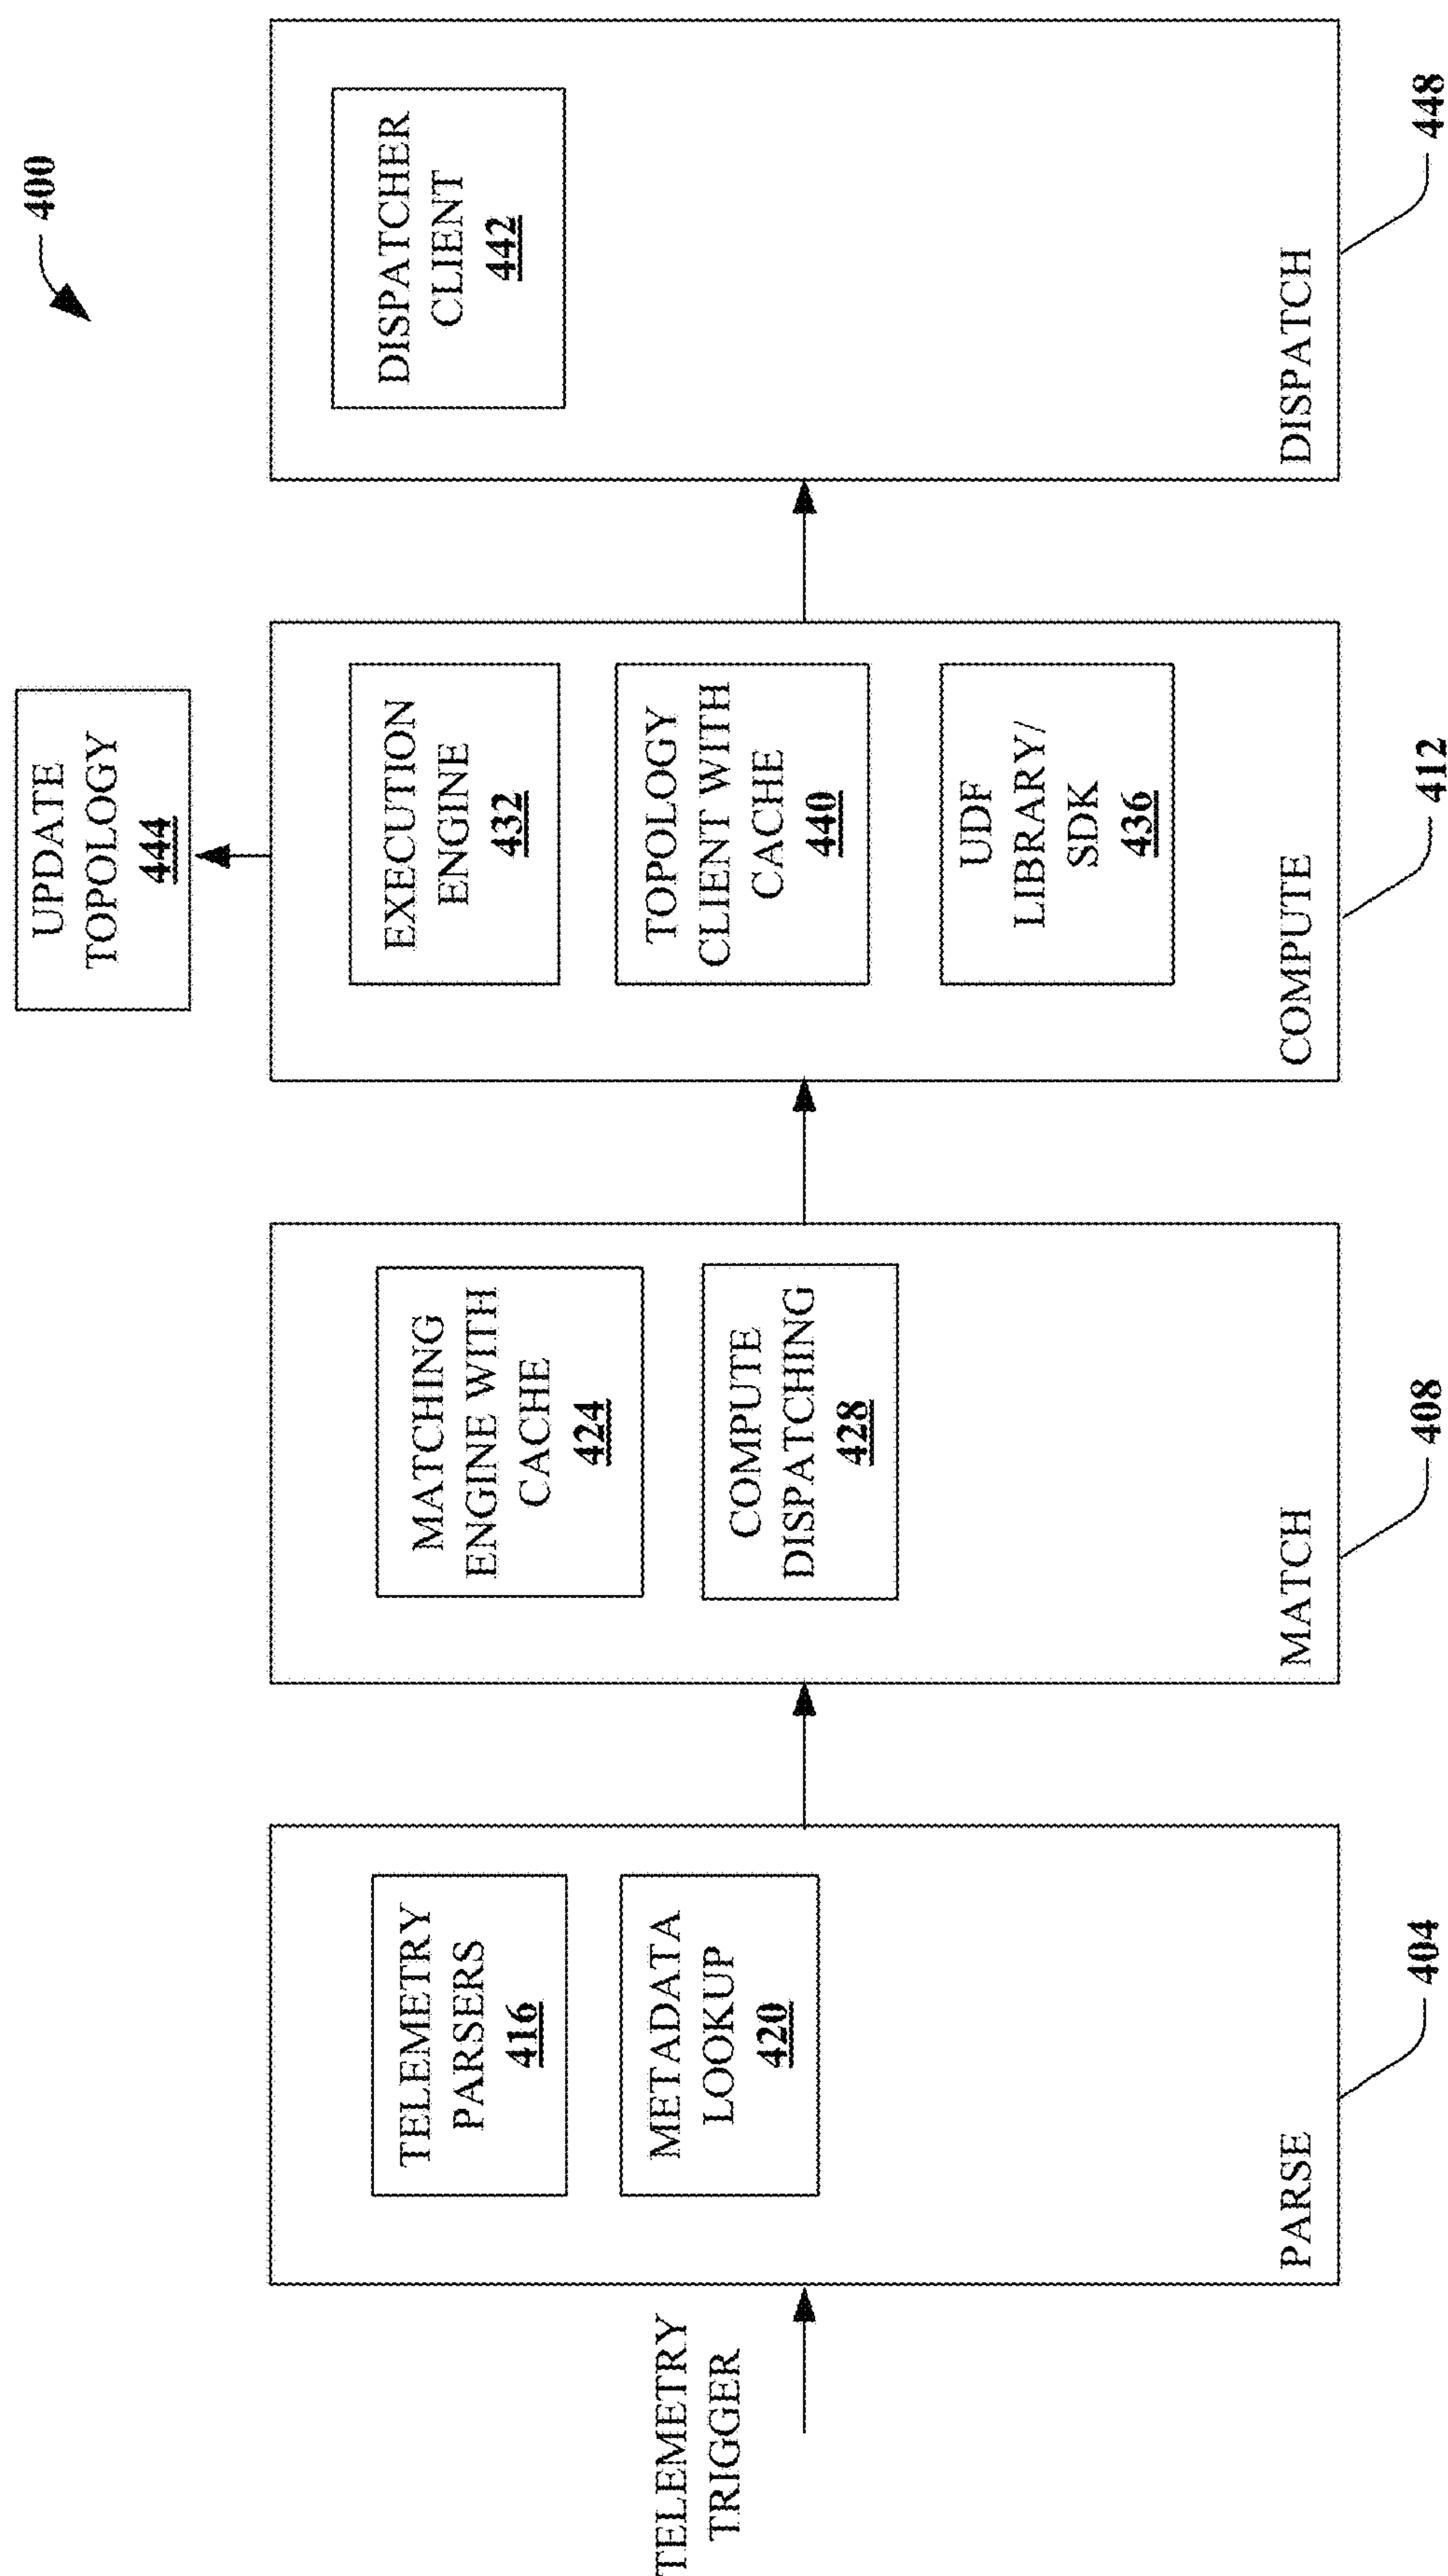 400
TELEMETRY
TRIGGER
TELEMETRY
PARSERS
416
METADATA
LOOKUP
420
PARSE
404
MATCHING
ENGINE WITH
CACHE
424
COMPUTE
DISPATCHING
428
MATCH
408
UPDATE
TOPOLOGY
444
EXECUTION
ENGINE
432
TOPOLOGY
CLIENT WITH
CACHE
440
UDF
LIBRARY/
SDK
436
COMPUTE
412
DISPATCHER
CLIENT
442
DISPATCH
448